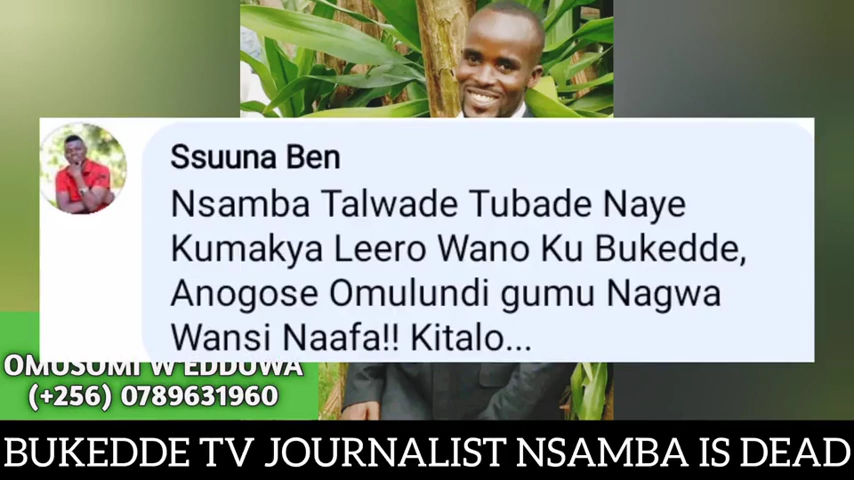 Ssuuna Ben
Nsamba Talwade Tubade Naye
Kumakya Leero Wano Ku Bukedde,
Anogose Omulundi gumu Nagwa
Wansi Naafa!! Kitalo...
OMUSOMI W'EDDUWA
(+256) 0789631960
BUKEDDE TV JOURNALIST NSAMBA IS DEAD